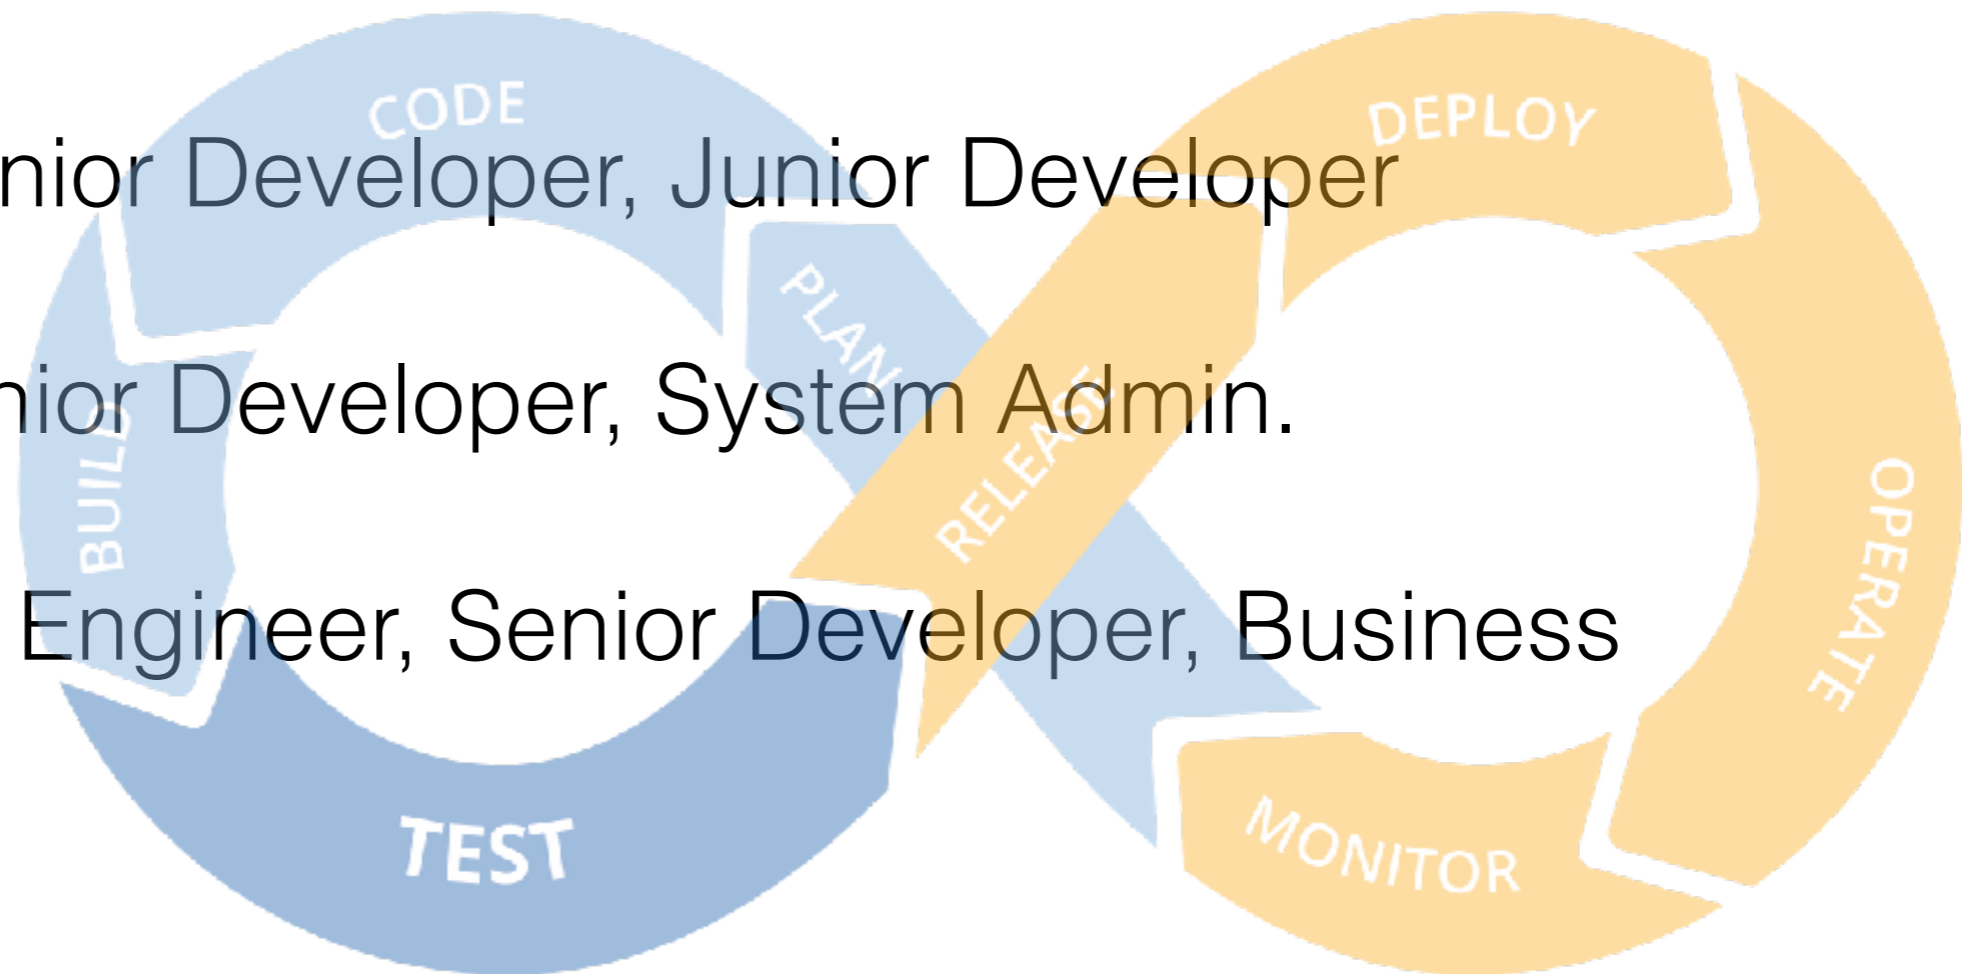 CODE
DEPLOY
nior Developer, Junior Developer
PLAN
nior Developer, System Admin.
RELEASE
BUILD
OPERATE
Engineer, Senior Developer, Business
TEST
MONITOR